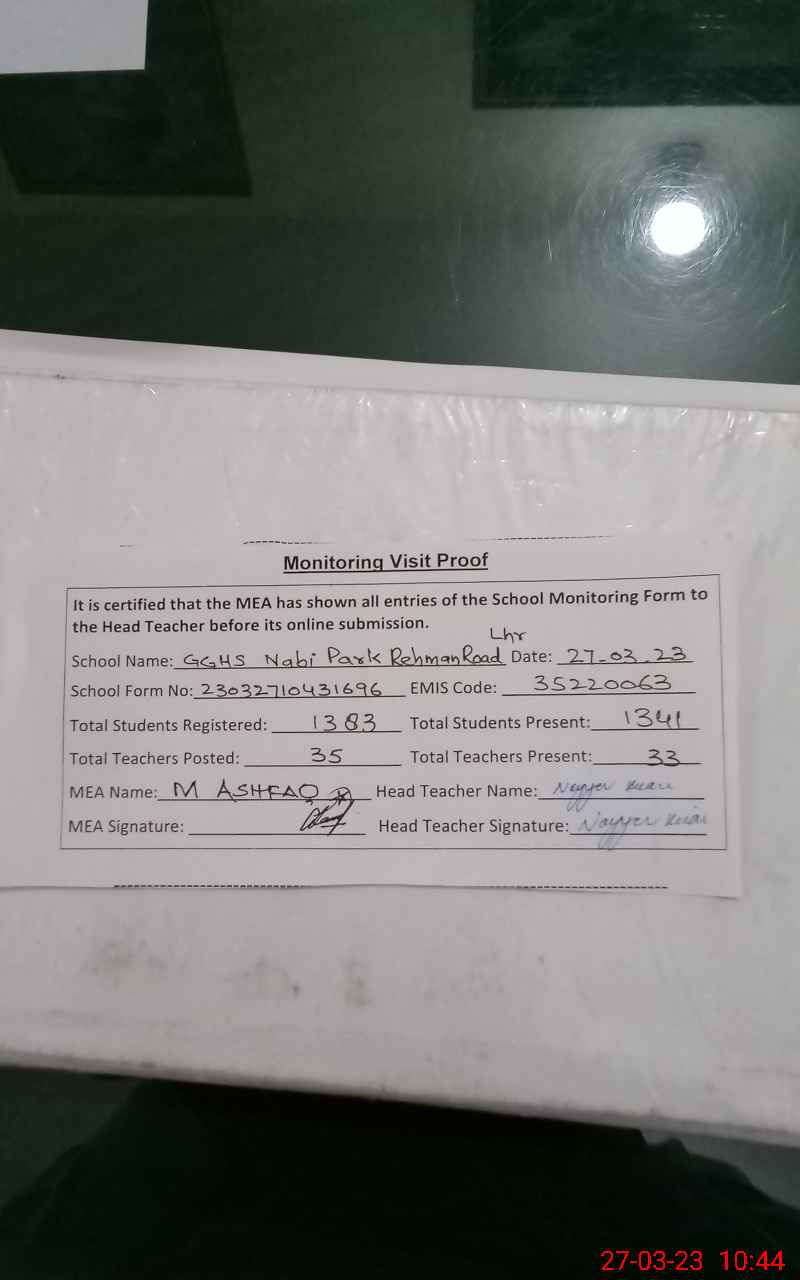 Monitoring Visit Proof
It is certified that the MEA has shown all entries of the School Monitoring Form to
the Head Teacher before its online submission.
Lhr
School Name: GGHS Nabi Park Rehman Road Date: 27-03-23
School Form No: 23032710431696 EMIS Code: 35220063
Total Students Registered: 1383 Total Students Present: 1341
Total Teachers Posted: 35 Total Teachers Present: 33
MEA Name: M ASHFAQ Head Teacher Name: Nayyer
MEA Signature: Head Teacher Signature: Nayyer
27-03-23 10:44